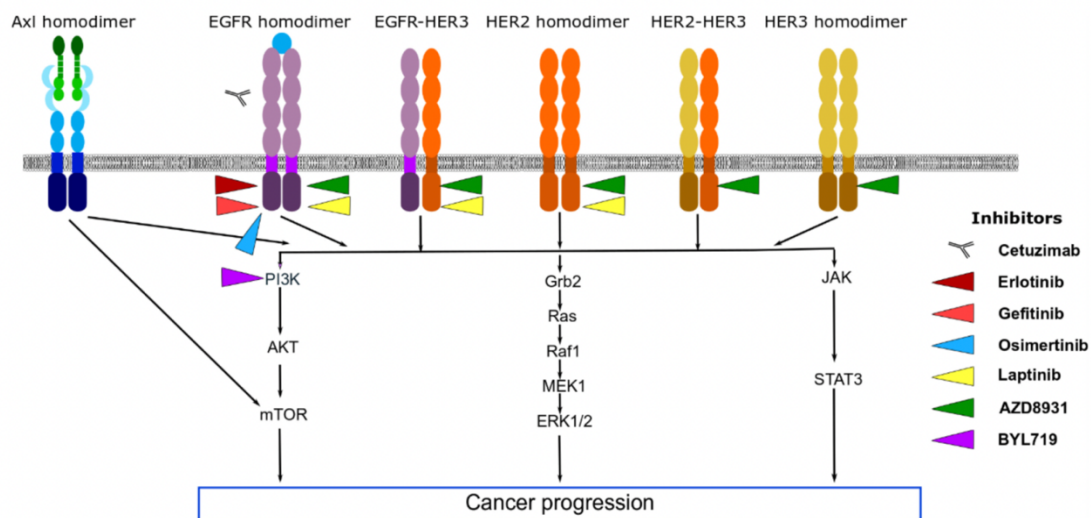 Axl homodimer
EGFR homodimer
EGFR-HER3
HER2 homodimer
HER2-HER3
HER3 homodimer
Inhibitors
Cetuzimab
Erlotinib
Gefitinib
Osimertinib
Laptinib
AZD8931
BYL719
PI3K
AKT
mTOR
Grb2
Ras
Raf1
MEK1
ERK1/2
JAK
STAT3
Cancer progression